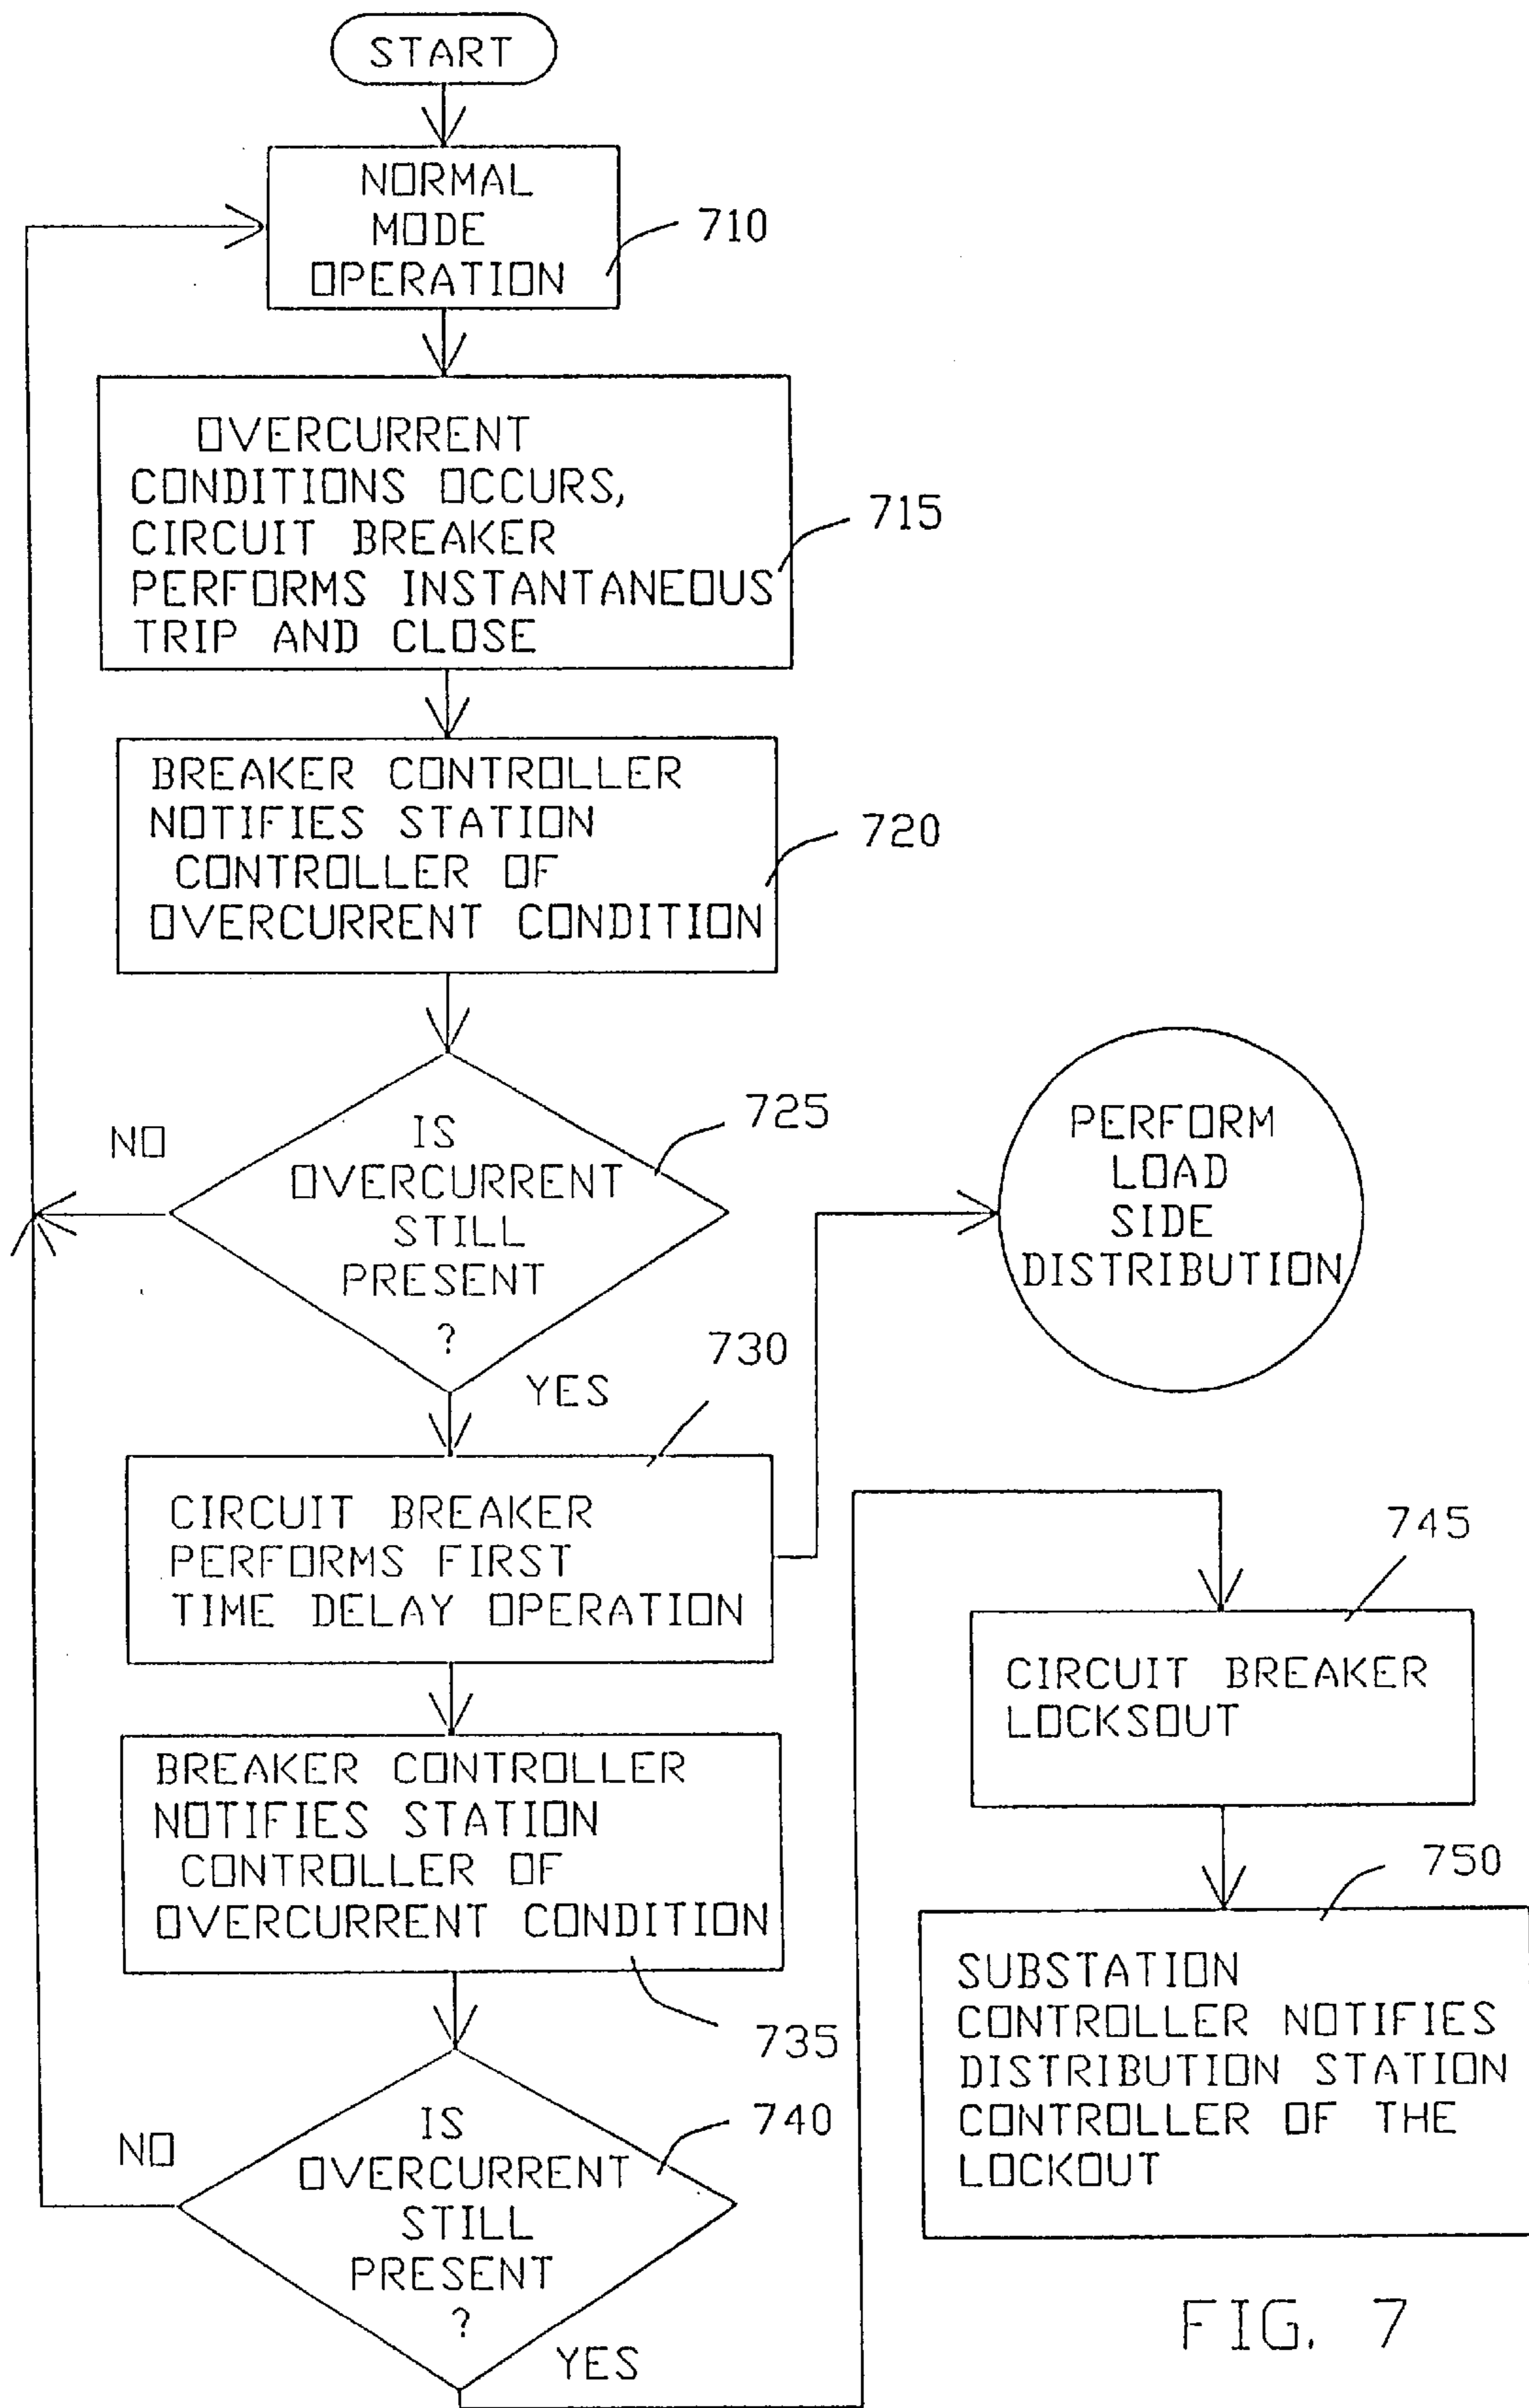 START
NORMAL
MODE
OPERATION
710
OVERCURRENT
CONDITIONS OCCURS,
CIRCUIT BREAKER
PERFORMS INSTANTANEOUS
TRIP AND CLOSE
715
BREAKER CONTROLLER
NOTIFIES STATION
CONTROLLER OF
OVERCURRENT CONDITION
720
IS
OVERCURRENT
STILL
PRESENT
?
725
NO
YES
PERFORM
LOAD
SIDE
DISTRIBUTION
730
CIRCUIT BREAKER
PERFORMS FIRST
TIME DELAY OPERATION
BREAKER CONTROLLER
NOTIFIES STATION
CONTROLLER OF
OVERCURRENT CONDITION
735
IS
OVERCURRENT
STILL
PRESENT
?
740
NO
YES
745
CIRCUIT BREAKER
LOCKSOUT
750
SUBSTATION
CONTROLLER NOTIFIES
DISTRIBUTION STATION
CONTROLLER OF THE
LOCKOUT
FIG. 7